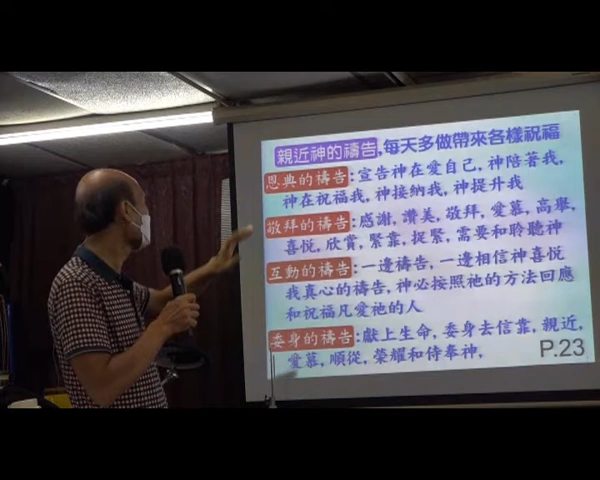 親近神的禱告,每天多做帶來各樣祝福
恩典的禱告:宣告神在愛自己,神陪著我,
神在祝福我,神接納我,神提升我
敬拜的禱告:感謝,讚美,敬拜,愛慕,高舉,
喜悅,欣賞,緊靠,捉緊,需要和聆聽神
互動的禱告:一邊禱告,一邊相信神喜悅
我真心的禱告,神必按照祂的方法回應
和祝福凡愛祂的人
委身的禱告:獻上生命,委身去信靠,親近,
愛慕,順從,榮耀和侍奉神,
P.23